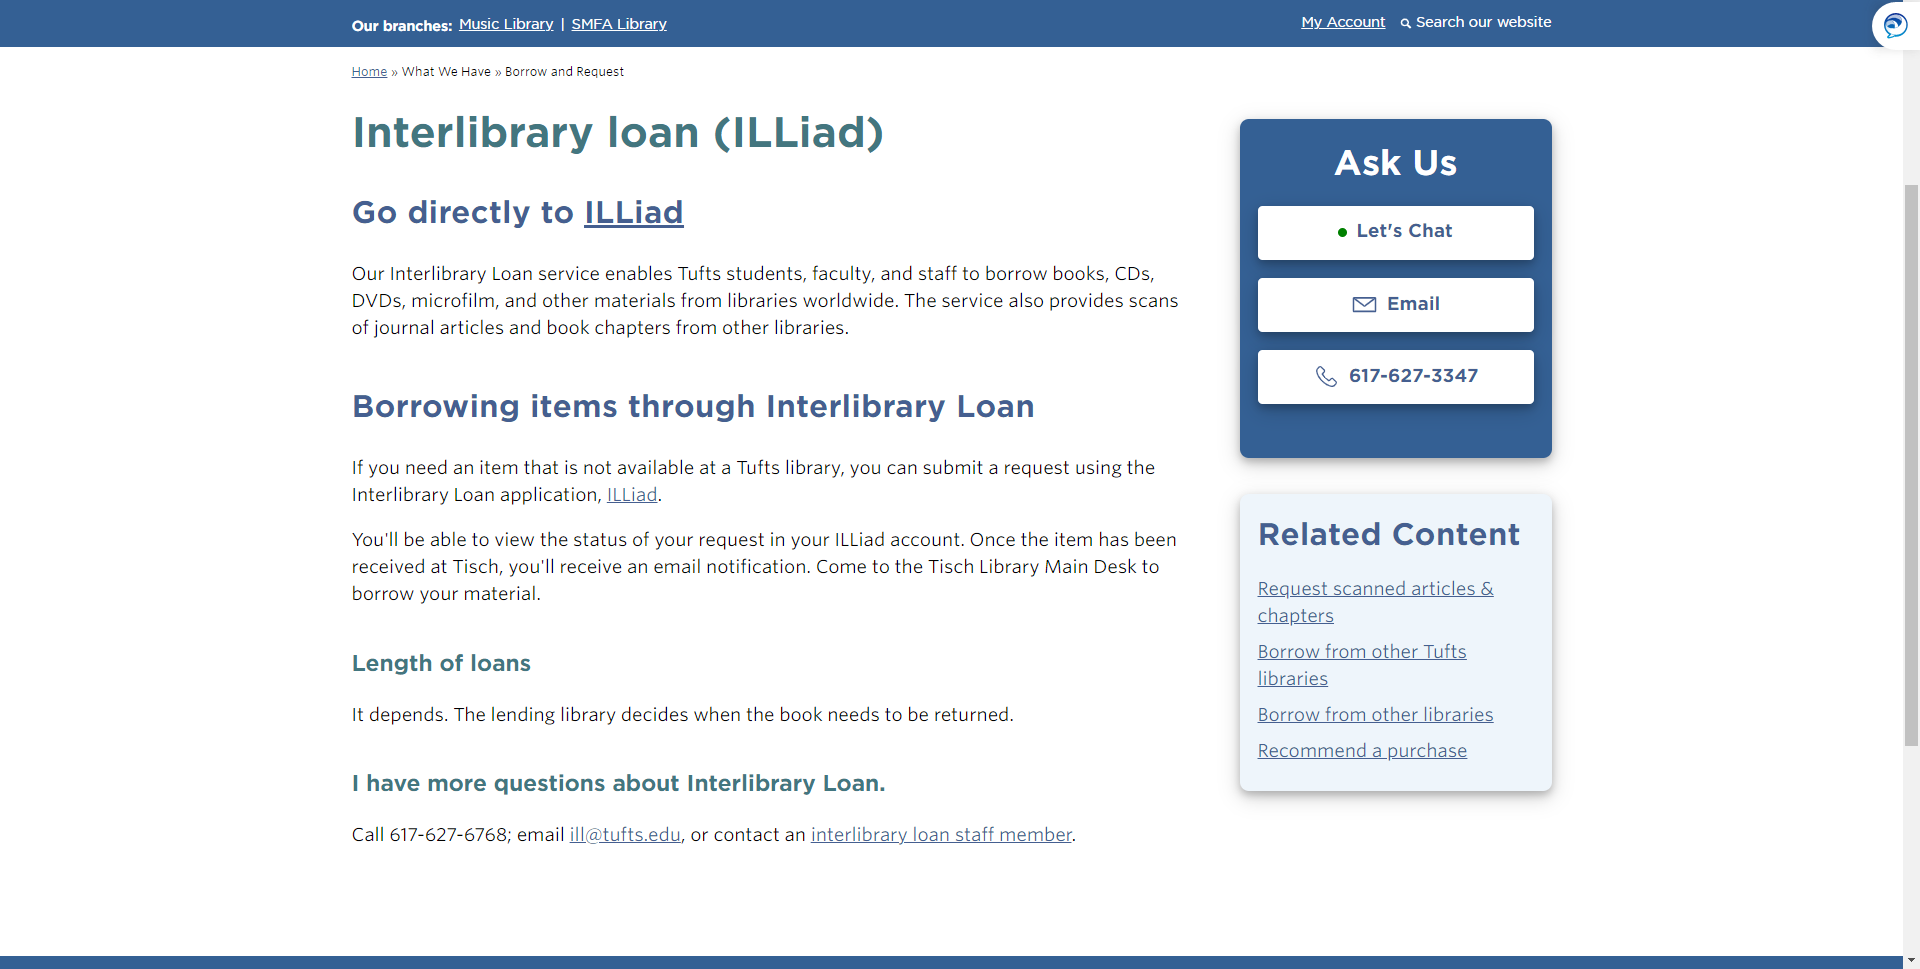 Our branches: Music Library | SMFA Library
My Account Search our website
Home » What We Have » Borrow and Request
Interlibrary loan (ILLiad)
Go directly to ILLiad
Our Interlibrary Loan service enables Tufts students, faculty, and staff to borrow books, CDs,
DVDs, microfilm, and other materials from libraries worldwide. The service also provides scans
of journal articles and book chapters from other libraries.
Borrowing items through Interlibrary Loan
If you need an item that is not available at a Tufts library, you can submit a request using the
Interlibrary Loan application, ILLiad.
You'll be able to view the status of your request in your ILLiad account. Once the item has been
received at Tisch, you'll receive an email notification. Come to the Tisch Library Main Desk to
borrow your material.
Length of loans
It depends. The lending library decides when the book needs to be returned.
I have more questions about Interlibrary Loan.
Call 617-627-6768; email ill@tufts.edu, or contact an interlibrary loan staff member.
Ask Us
Let's Chat
Email
617-627-3347
Related Content
Request scanned articles &
chapters
Borrow from other Tufts
libraries
Borrow from other libraries
Recommend a purchase